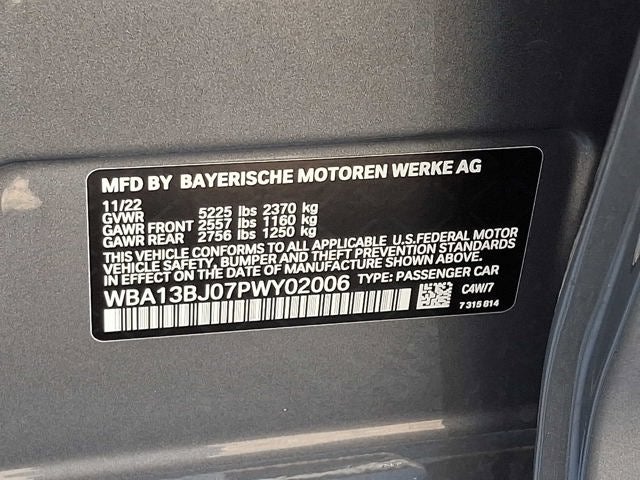 MFD BY BAYERISCHE MOTOREN WERKE AG
11/22
GVWR 5225 lbs 2370 kg
GAWR FRONT 2557 lbs 1160 kg
GAWR REAR 2756 lbs 1250 kg
THIS VEHICLE CONFORMS TO ALL APPLICABLE U.S.FEDERAL MOTOR
VEHICLE SAFETY, BUMPER, AND THEFT PREVENTION STANDARDS
IN EFFECT ON THE DATE OF MANUFACTURE SHOWN ABOVE.
WBA13BJ07PWY02006 TYPE: PASSENGER CAR
C4W/7
7 315 814